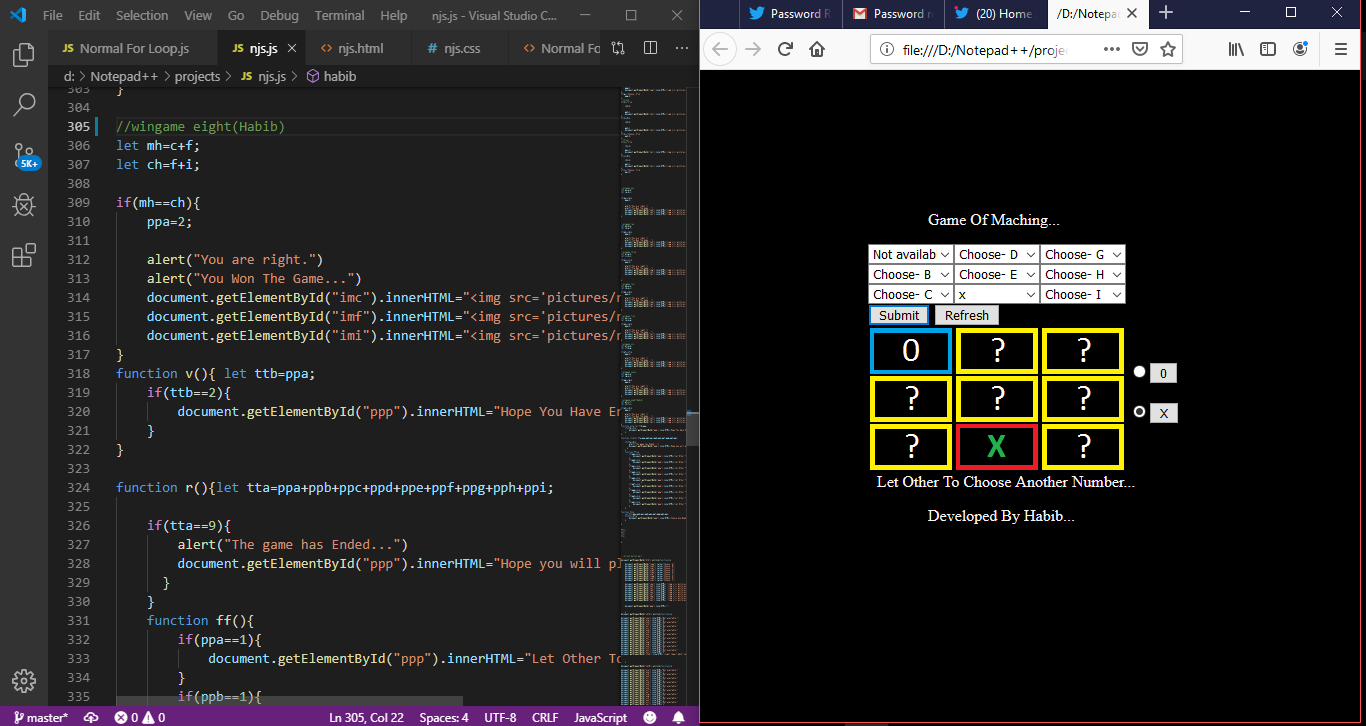 File Edit Selection View Go Debug Terminal Help njs.js - Visual Studio C...
JS Normal For Loop.js JS njs.js <> njs.html # njs.css <> Normal Fo
d: > Notepad++ > projects > JS njs.js > habib
303 }
304
305 //wingame eight(Habib)
306 let mh=c+f;
307 let ch=f+i;
308
309 if(mh==ch){
310 ppa=2;
311
312 alert("You are right.")
313 alert("You Won The Game...")
314 document.getElementById("imc").innerHTML="<img src='pictures/
315 document.getElementById("imf").innerHTML="<img src='pictures/
316 document.getElementById("imi").innerHTML="<img src='pictures/
317 }
318 function v(){ let ttb=ppa;
319 if(ttb==2){
320 document.getElementById("ppp").innerHTML="Hope You Have En
321 }
322 }
323
324 function r(){let tta=ppa+ppb+ppc+ppd+ppe+ppf+ppg+pph+ppi;
325
326 if(tta==9){
327 alert("The game has Ended...")
328 document.getElementById("ppp").innerHTML="Hope you will pl
329 }
330 }
331 function ff(){
332 if(ppa==1){
333 document.getElementById("ppp").innerHTML="Let Other To
334 }
335 if(ppb==1){
5K+
master* 0 0 Ln 305, Col 22 Spaces: 4 UTF-8 CRLF JavaScript
Password R Password r (20) Home /D:/Notepa
file:///D:/Notepad++/proje
Game Of Maching...
Not availab Choose- D Choose- G
Choose- B Choose- E Choose- H
Choose- C x Choose- I
Submit Refresh
0 ? ?
? ? ?
? X ?
0
X
Let Other To Choose Another Number...
Developed By Habib...